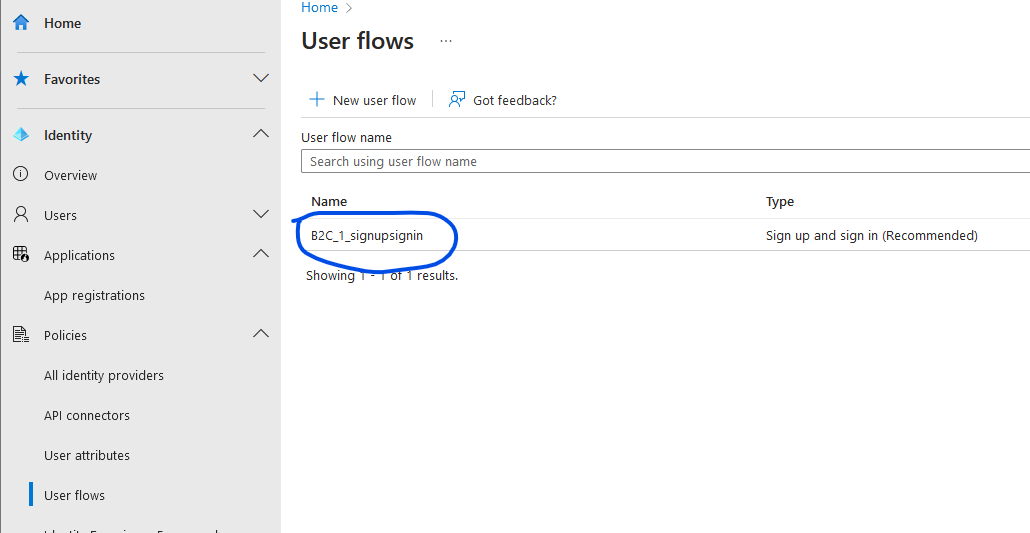 Home
Favorites
Identity
Overview
Users
Applications
App registrations
Policies
All identity providers
API connectors
User attributes
User flows
Home
User flows
New user flow
Got feedback?
User flow name
Search using user flow name
Name Type
B2C_1_signupsignin Sign up and sign in (Recommended)
Showing 1 - 1 of 1 results.